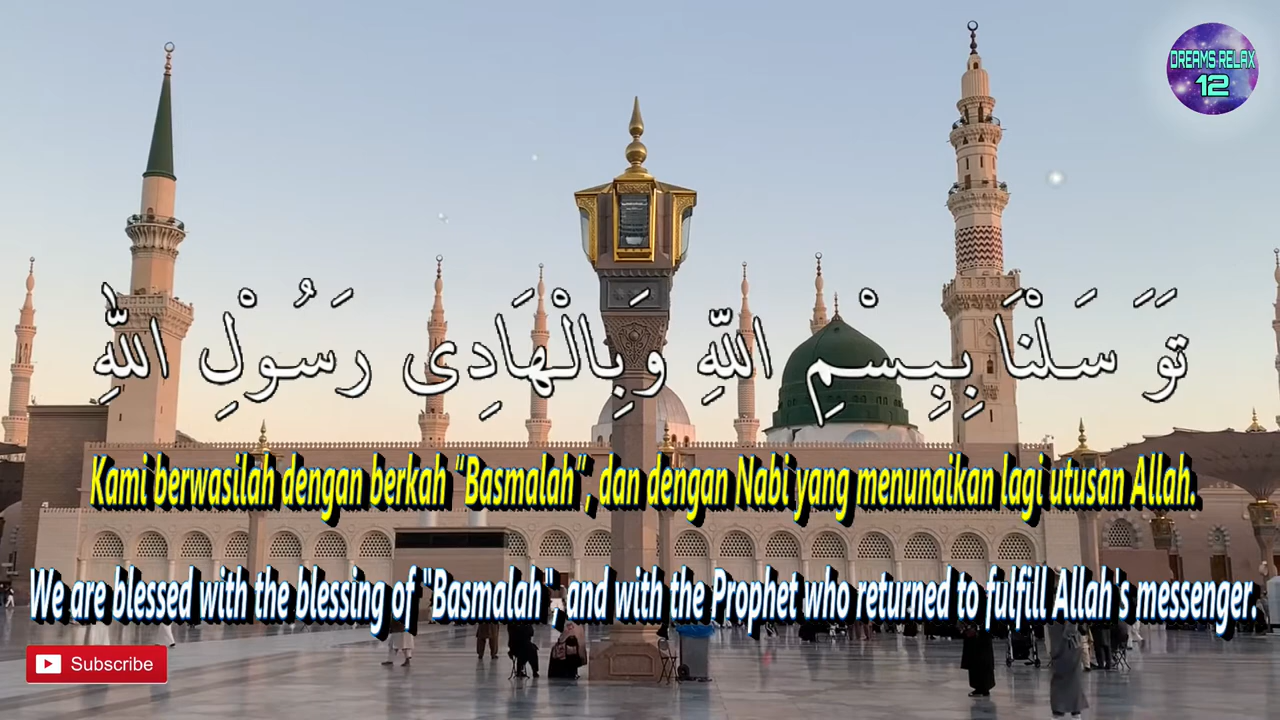 DREAMS RELAX
12
تَوَ سَلْنَا بِبِسْمِ اللّهِ وَبِالْهَادِى رَسُوْلِ اللّٰهِ
Kami berwasilah dengan berkah "Basmalah", dan dengan Nabi yang menunaikan lagi utusan Allah.
We are blessed with the blessing of "Basmalah", and with the Prophet who returned to fulfill Allah's messenger.
Subscribe